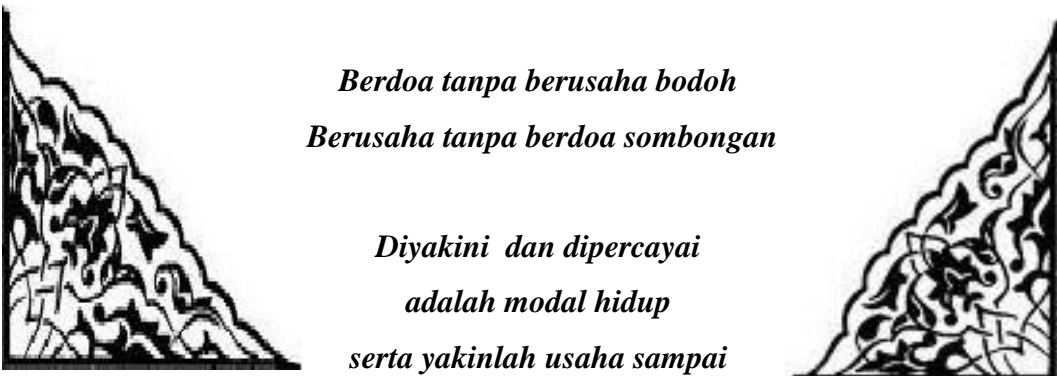 Berdoa tanpa berusaha bodoh
Berusaha tanpa berdoa sombongan
Diyakini dan dipercayai
adalah modal hidup
serta yakinlah usaha sampai